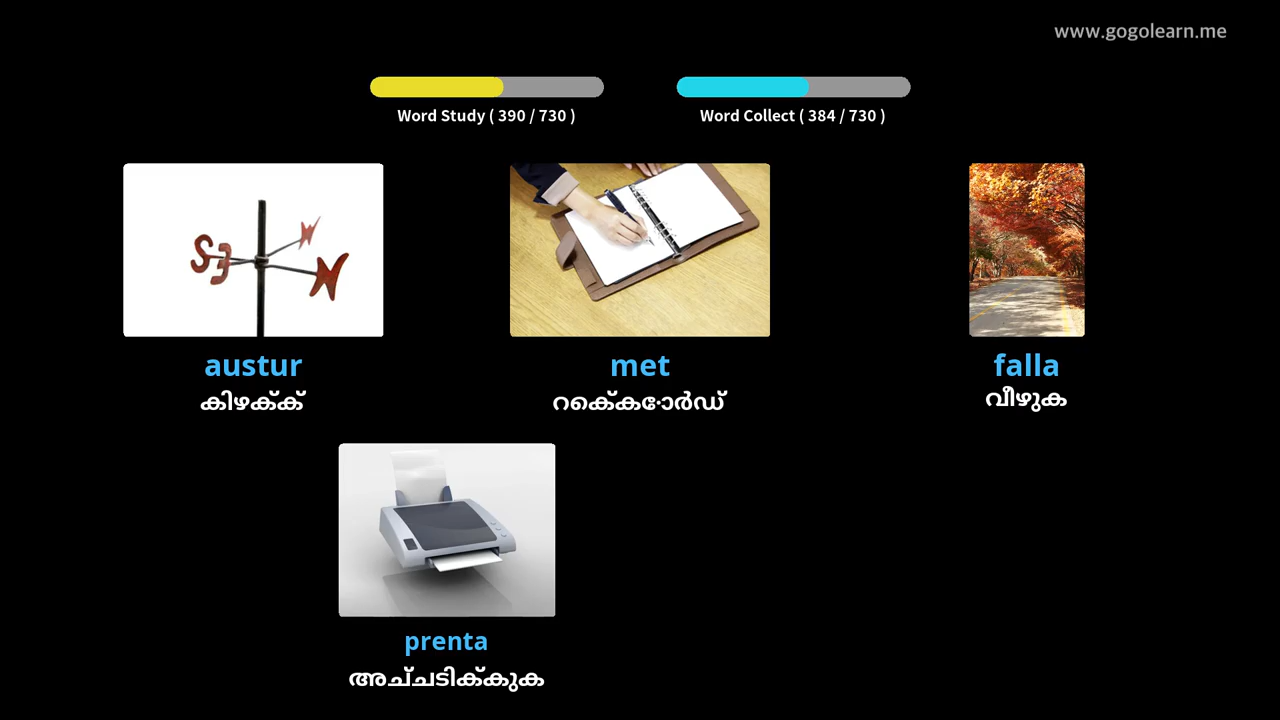 www.gogolearn.me
Word Study ( 390 / 730 )
Word Collect ( 384 / 730 )
S
E
N
austur
met
falla
കിഴക്ക്
റെക്കോർഡ്
വീഴുക
prenta
അച്ചടിക്കുക